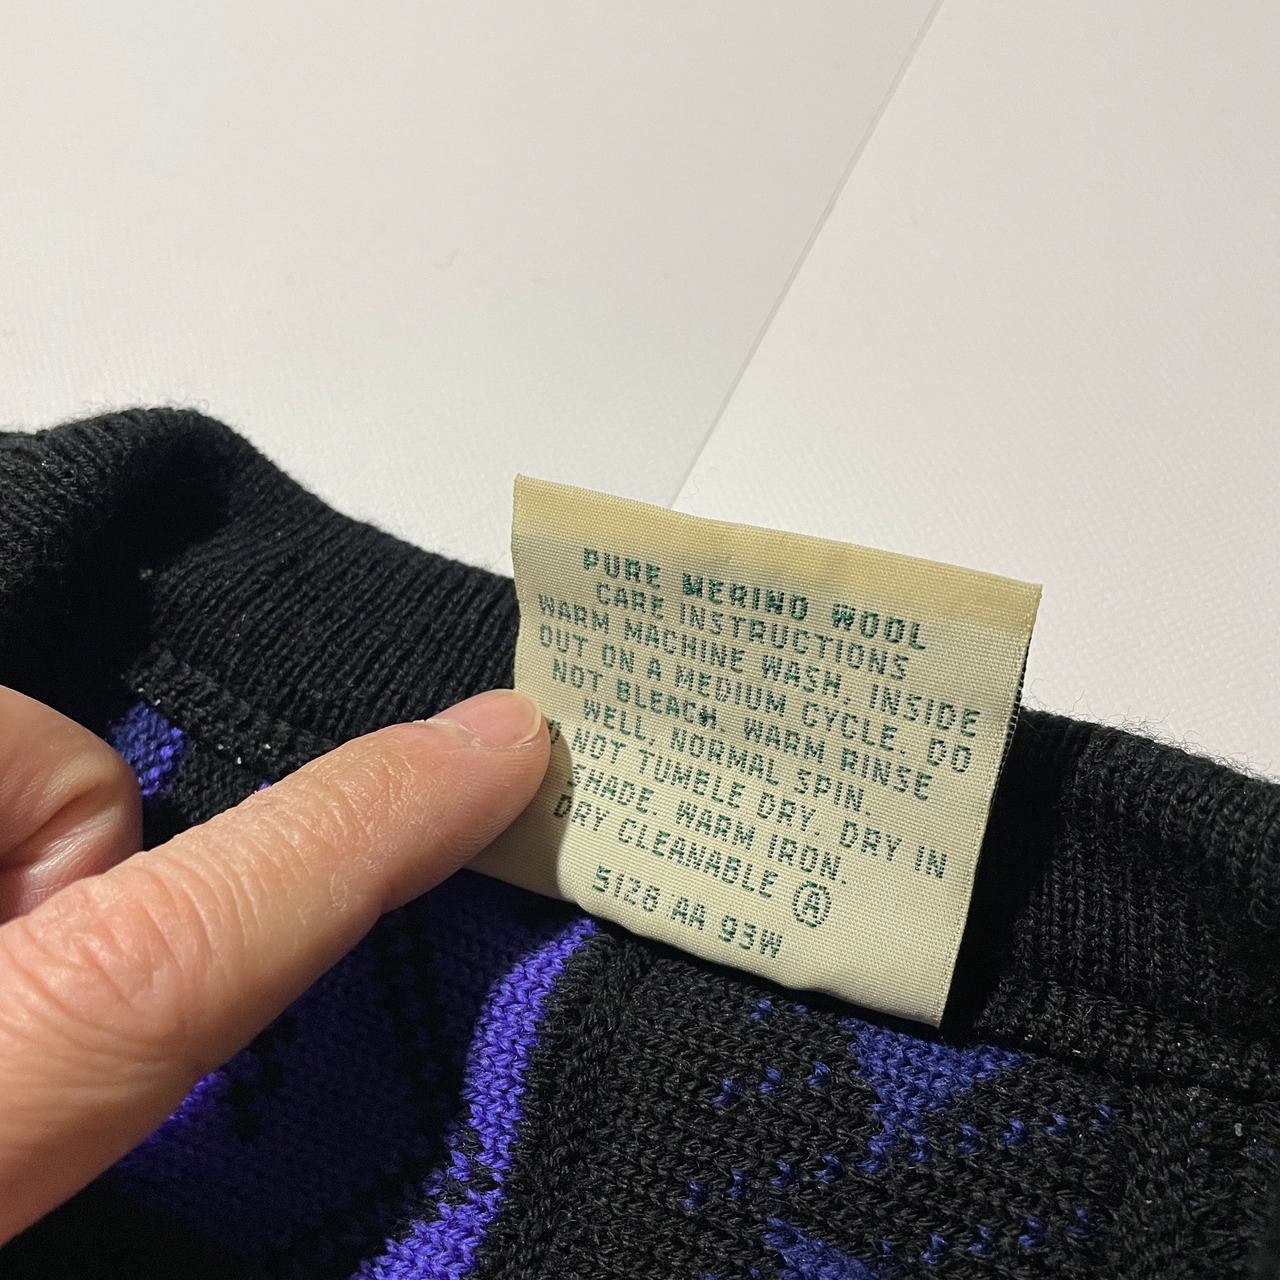 PURE MERINO WOOL
CARE INSTRUCTIONS
WARM MACHINE WASH. INSIDE
OUT ON A MEDIUM CYCLE. DO
NOT BLEACH. WARM RINSE
WELL. NORMAL SPIN.
NOT TUMBLE DRY. DRY IN
SHADE. WARM IRON.
DRY CLEANABLE Ⓐ
5128 AA 93W